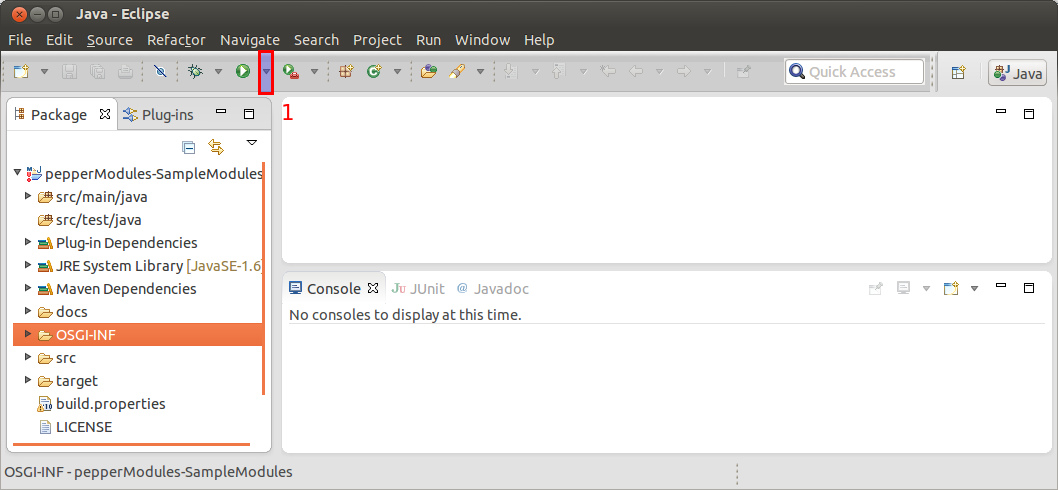 Java - Eclipse
File Edit Source Refactor Navigate Search Project Run Window Help
Quick Access Java
Package Plug-ins
1
pepperModules-SampleModules
src/main/java
src/test/java
Plug-in Dependencies
JRE System Library [JavaSE-1.6]
Maven Dependencies
docs
OSGI-INF
src
target
build.properties
LICENSE
Console Ju JUnit @ Javadoc
No consoles to display at this time.
OSGI-INF - pepperModules-SampleModules